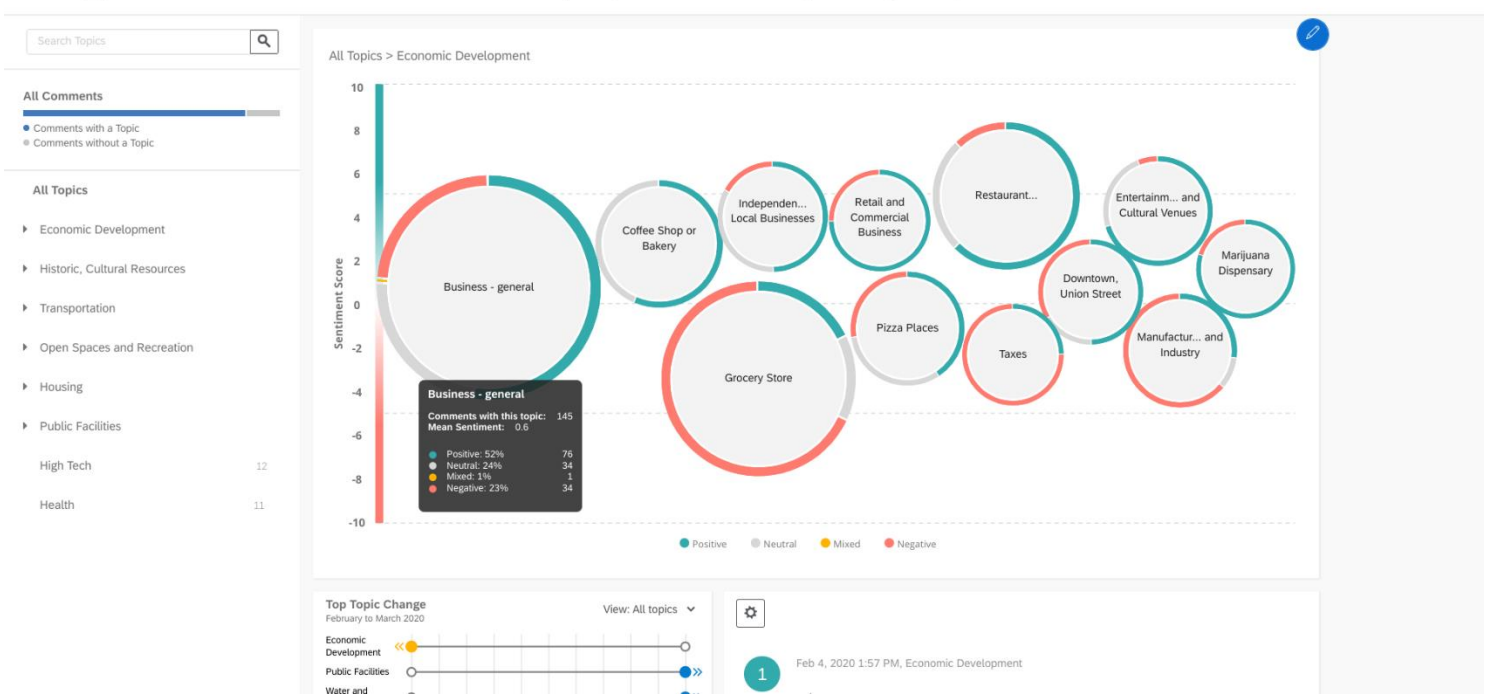 Search Topics
All Comments
Comments with a Topic
Comments without a Topic
All Topics
Economic Development
Historic, Cultural Resources
Transportation
Open Spaces and Recreation
Housing
Public Facilities
High Tech 12
Health 11
All Topics > Economic Development
Sentiment Score
10
8
6
4
2
0
-2
-4
-6
-8
-10
Business - general
Coffee Shop or
Bakery
Independen...
Local Businesses
Retail and
Commercial
Business
Restaurant...
Entertainm... and
Cultural Venues
Marijuana
Dispensary
Downtown,
Union Street
Pizza Places
Taxes
Manufactur... and
Industry
Grocery Store
Business - general
Comments with this topic: 145
Mean Sentiment: 0.6
Positive: 52% 76
Neutral: 24% 34
Mixed: 1% 1
Negative: 23% 34
Positive Neutral Mixed Negative
Top Topic Change
February to March 2020
View: All topics
Economic
Development
Public Facilities
Water and
1
Feb 4, 2020 1:57 PM, Economic Development